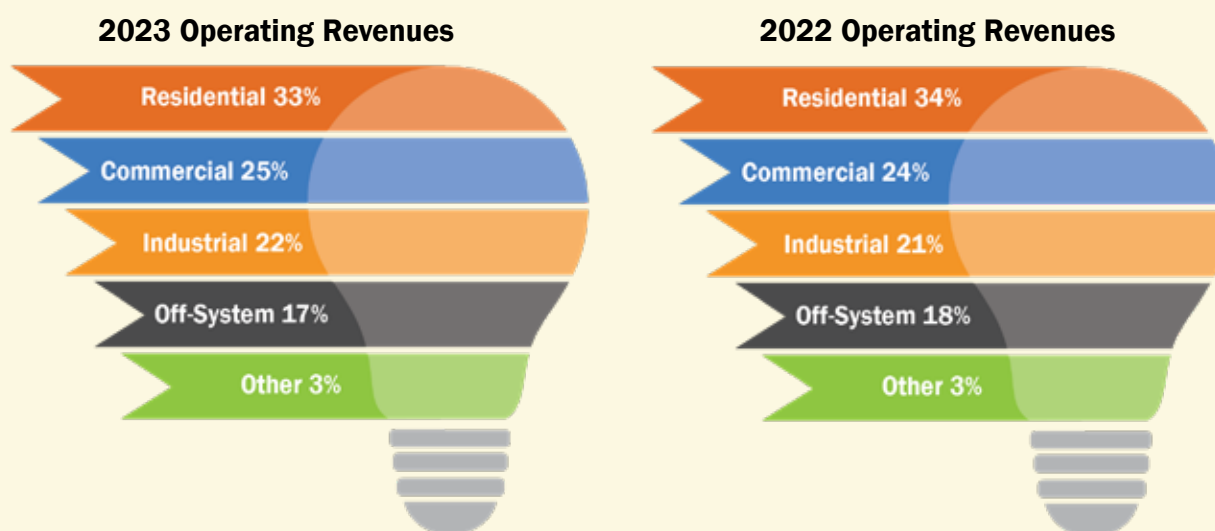 2023 Operating Revenues
Residential 33%
Commercial 25%
Industrial 22%
Off-System 17%
Other 3%
2022 Operating Revenues
Residential 34%
Commercial 24%
Industrial 21%
Off-System 18%
Other 3%